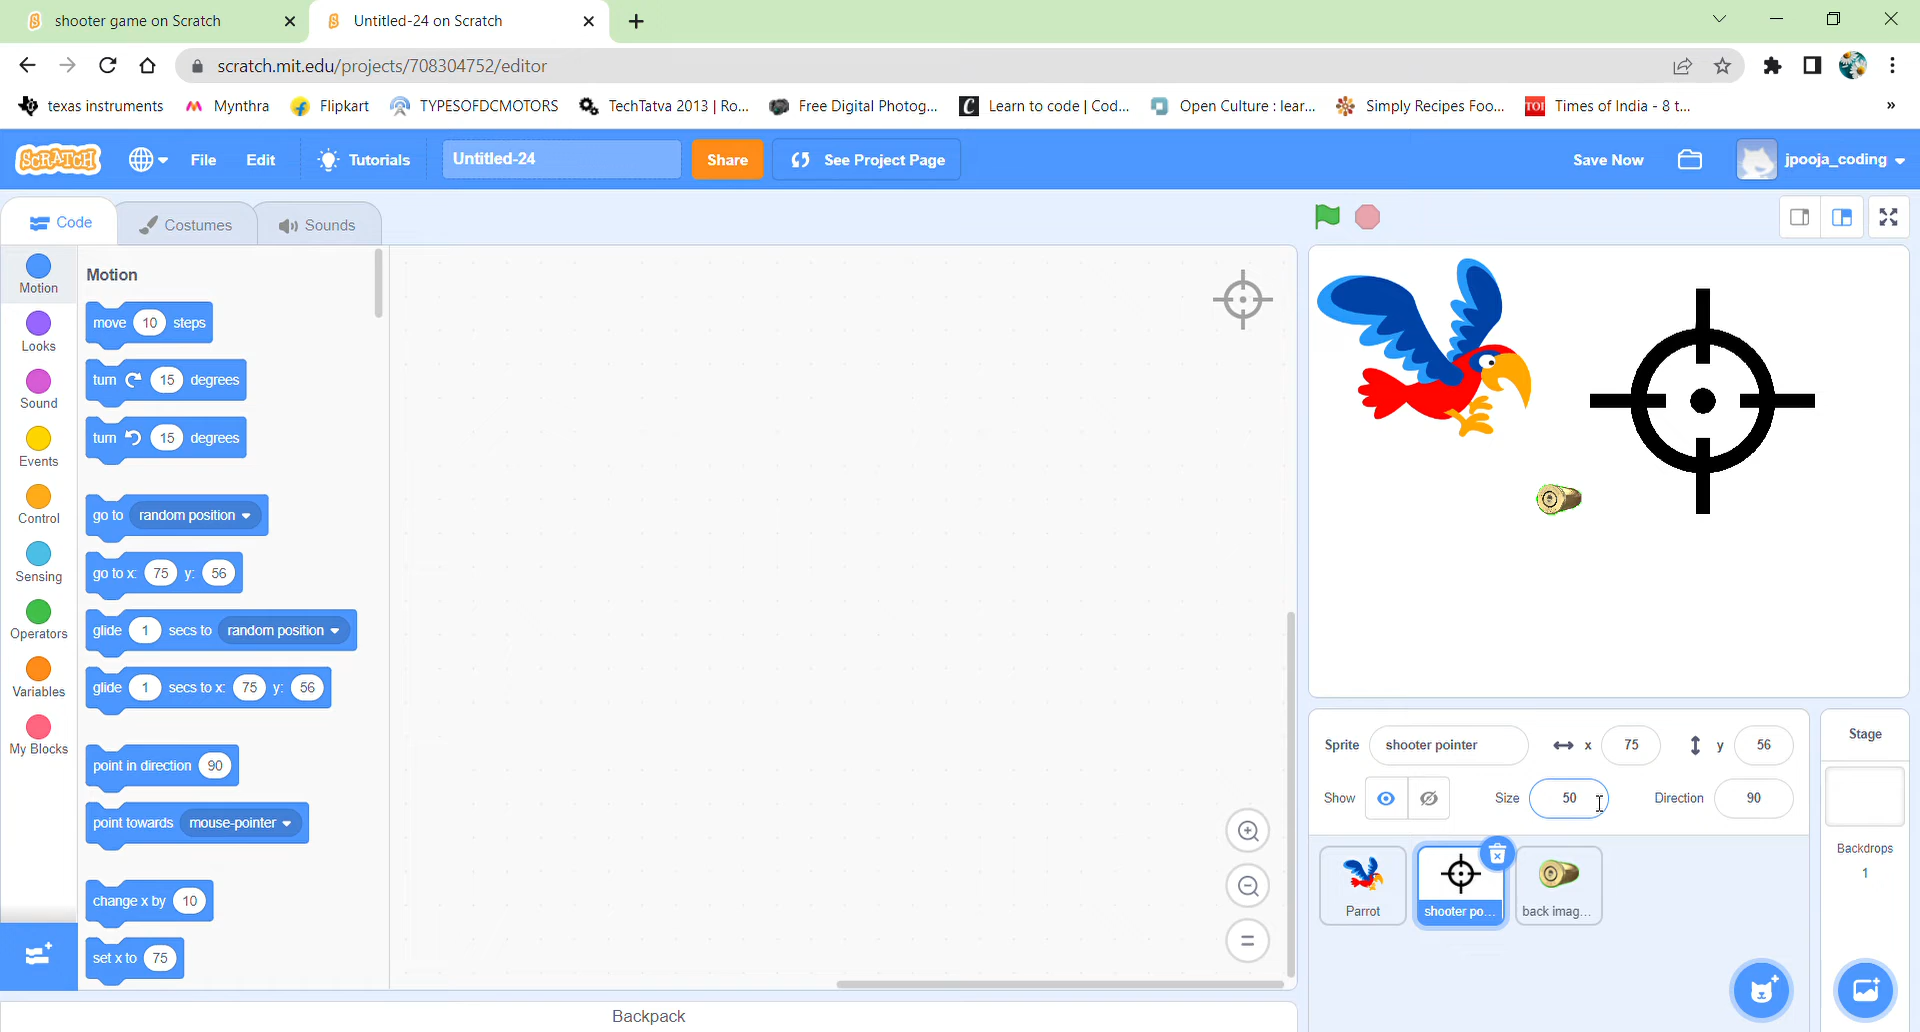 shooter game on Scratch
Untitled-24 on Scratch
scratch.mit.edu/projects/708304752/editor
texas instruments
Mynthra
Flipkart
TYPESOFDCMOTORS
TechTatva 2013 | Ro...
Free Digital Photog...
Learn to code | Cod...
Open Culture : lear...
Simply Recipes Foo...
TOI
Times of India - 8 t...
»
SCRATCH
File
Edit
Tutorials
Untitled-24
Share
See Project Page
Save Now
jpooja_coding
Code
Costumes
Sounds
Motion
Looks
Sound
Events
Control
Sensing
Operators
Variables
My Blocks
Motion
move 10 steps
turn 15 degrees
turn 15 degrees
go to random position
go to x: 75 y: 56
glide 1 secs to random position
glide 1 secs to x: 75 y: 56
point in direction 90
point towards mouse-pointer
change x by 10
set x to 75
Sprite shooter pointer x 75 y 56
Show Size 50 Direction 90
Parrot
shooter po...
back imag...
Stage
Backdrops
1
Backpack